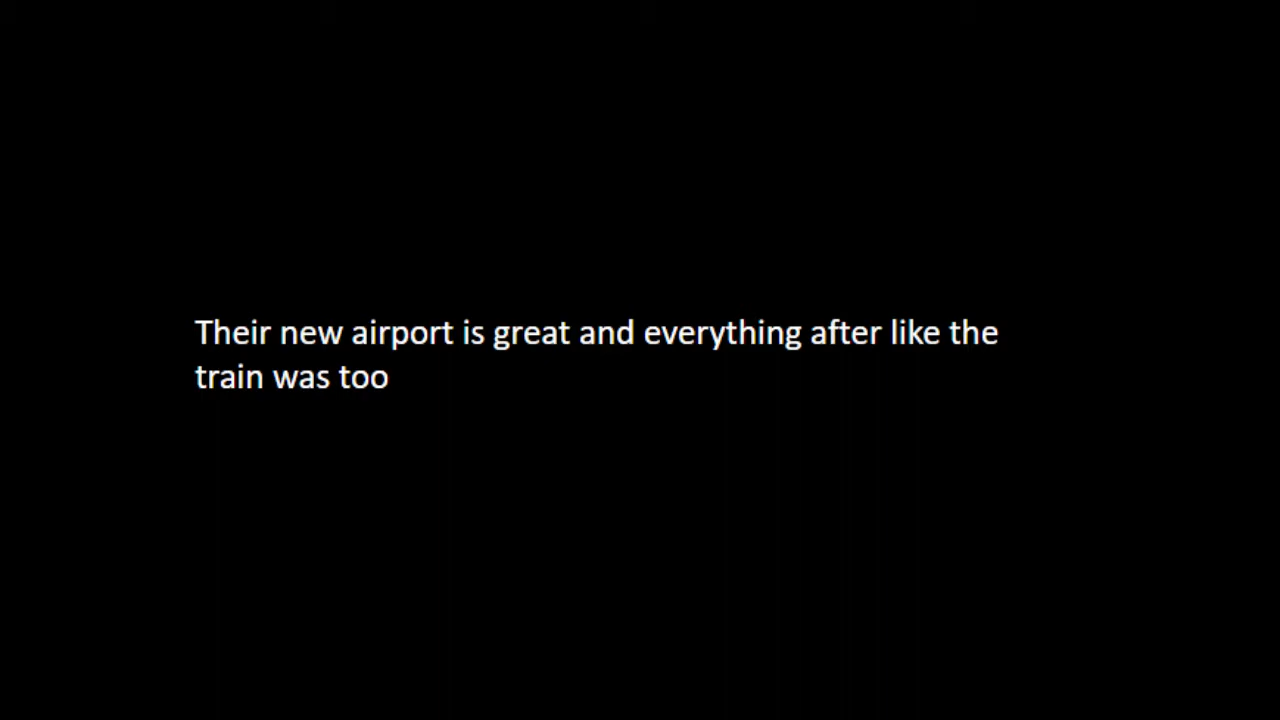 Their new airport is great and everything after like the
train was too